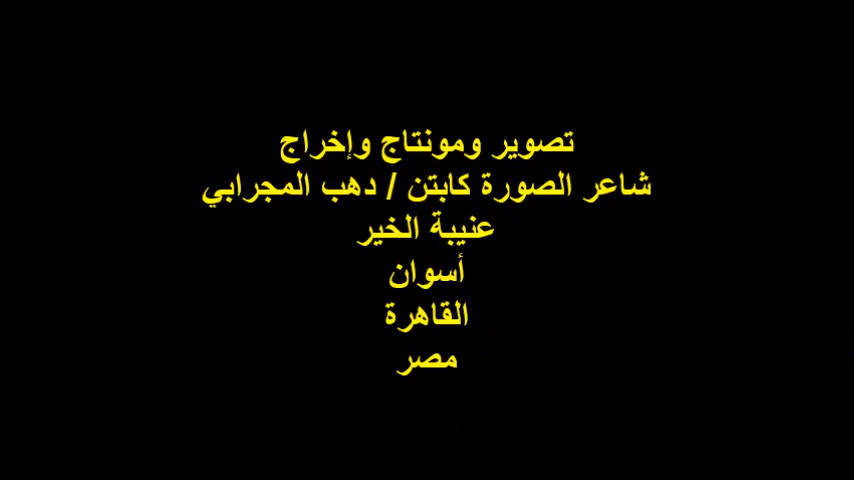 تصوير ومونتاج وإخراج
شاعر الصورة كابتن / دهب المجرابي
عنيبة الخير
أسوان
القاهرة
مصر